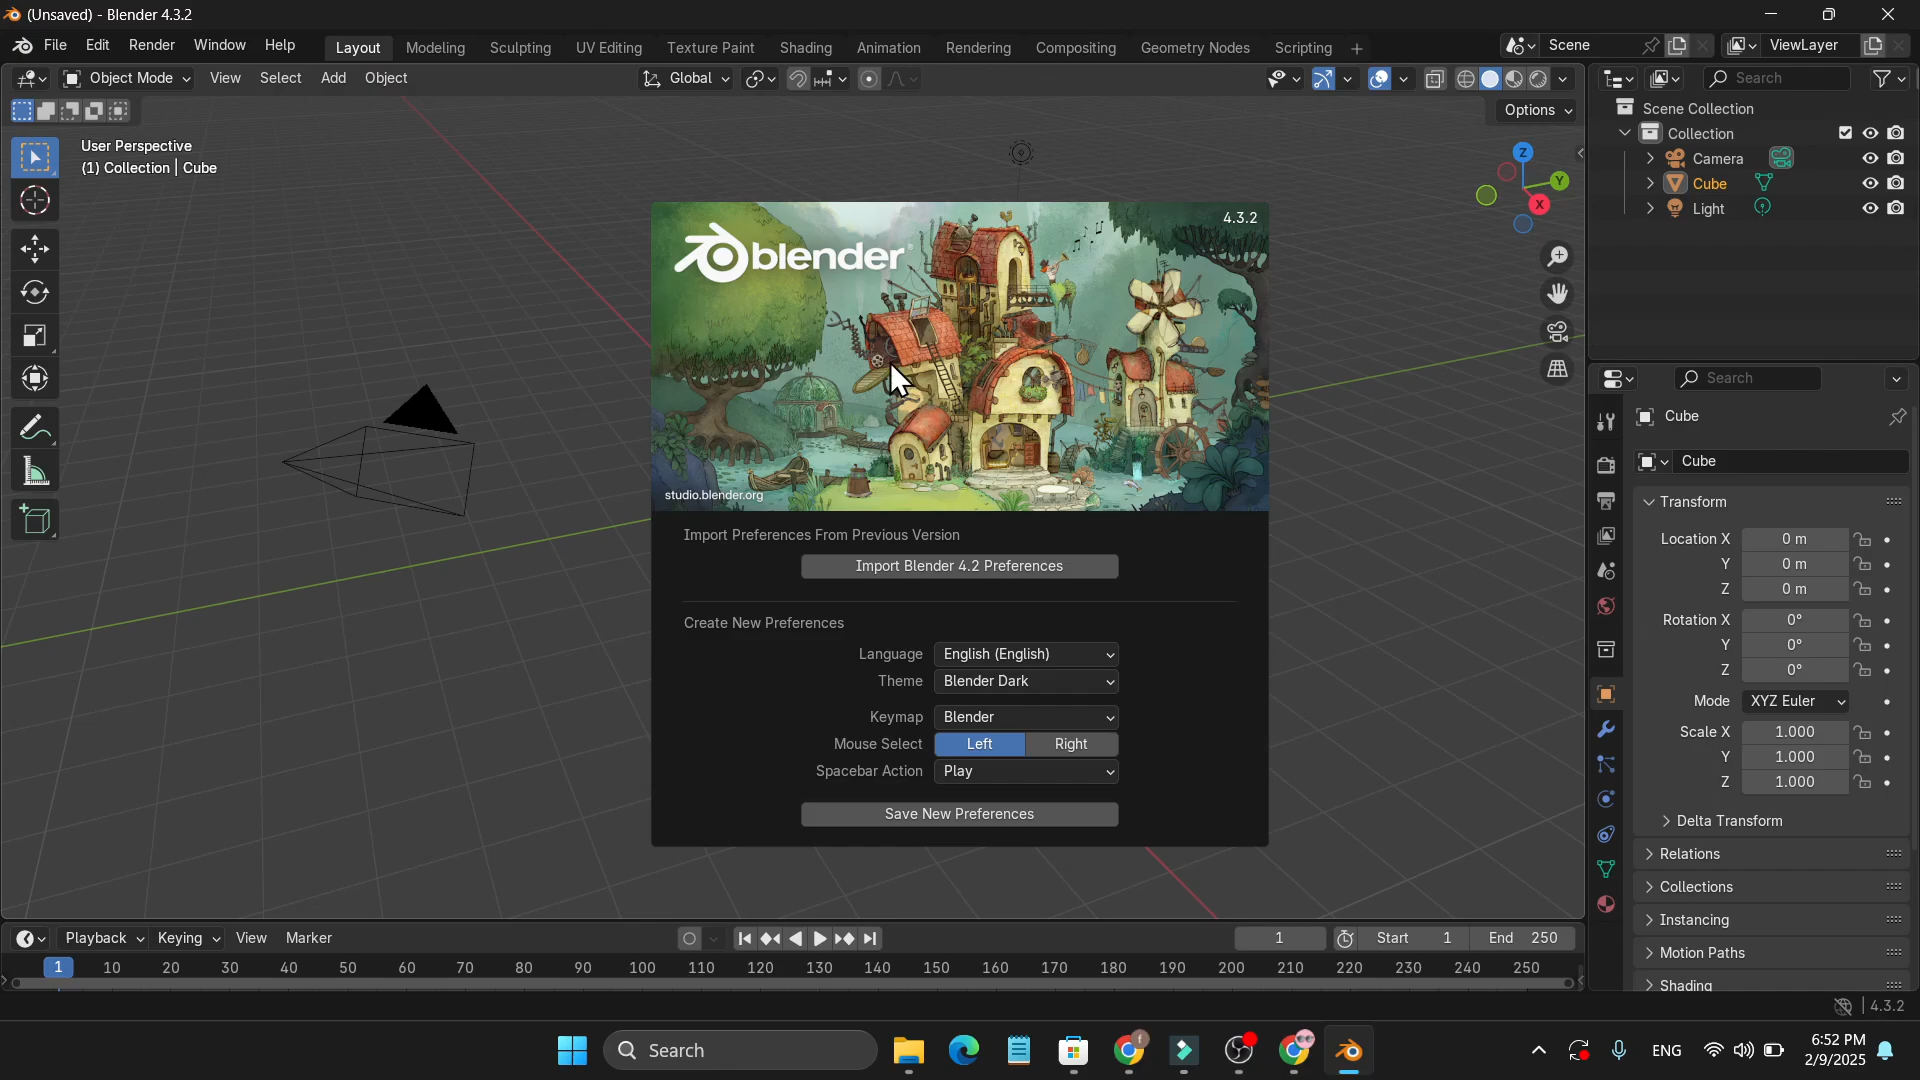 (Unsaved) - Blender 4.3.2
File Edit Render Window Help Layout Modeling Sculpting UV Editing Texture Paint Shading Animation Rendering Compositing Geometry Nodes Scripting + Scene ViewLayer
Object Mode View Select Add Object Global Search
Options
User Perspective
(1) Collection | Cube
Z
Y
X
Scene Collection
Collection
Camera
Cube
Light
4.3.2
blender
studio.blender.org
Import Preferences From Previous Version
Import Blender 4.2 Preferences
Create New Preferences
Language English (English)
Theme Blender Dark
Keymap Blender
Mouse Select Left Right
Spacebar Action Play
Save New Preferences
Search
Cube
Cube
Transform
Location X 0 m
Y 0 m
Z 0 m
Rotation X 0°
Y 0°
Z 0°
Mode XYZ Euler
Scale X 1.000
Y 1.000
Z 1.000
Delta Transform
Relations
Collections
Instancing
Motion Paths
Shading
Playback Keying View Marker 1 Start 1 End 250
1 10 20 30 40 50 60 70 80 90 100 110 120 130 140 150 160 170 180 190 200 210 220 230 240 250
4.3.2
Search ENG 6:52 PM
2/9/2025